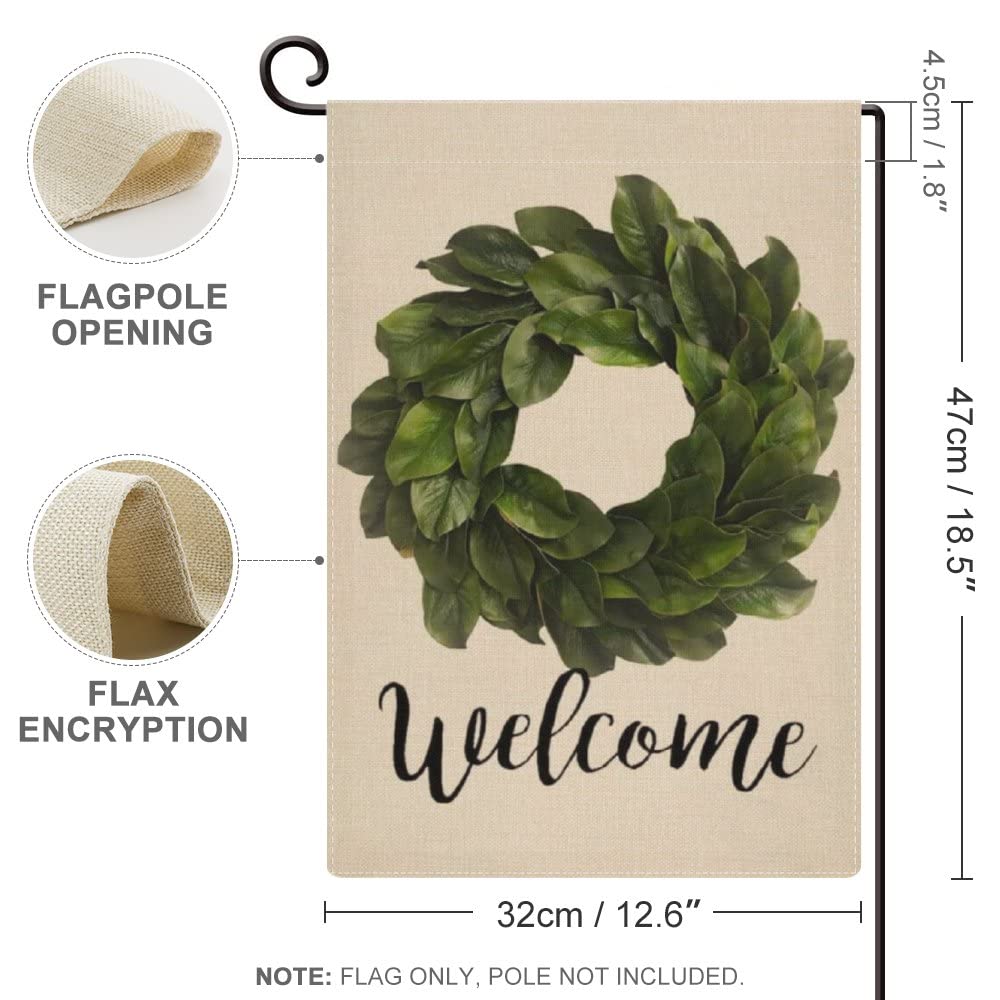 4.5cm / 1.8”
FLAGPOLE
OPENING
47cm / 18.5”
FLAX
ENCRYPTION
Welcome
32cm / 12.6”
NOTE: FLAG ONLY, POLE NOT INCLUDED.